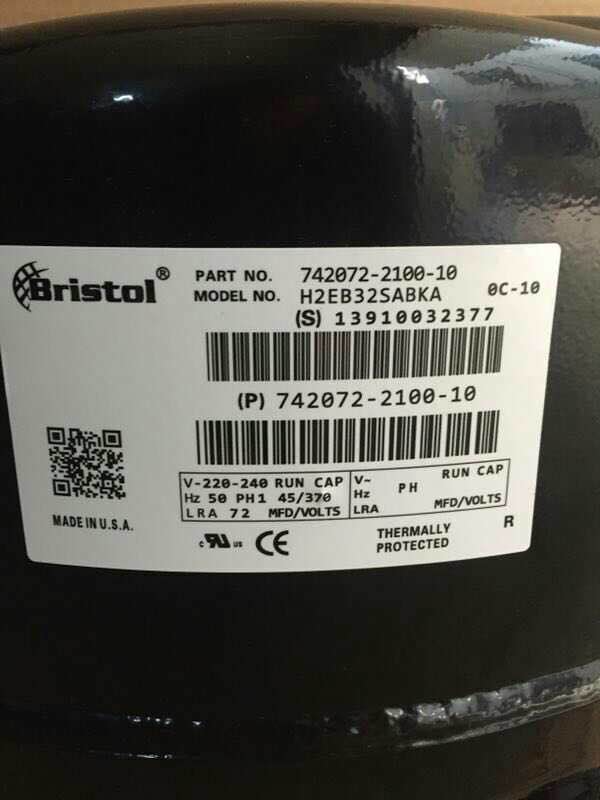 Bristol®
PART NO. 742072-2100-10
MODEL NO. H2EB32SABKA 0C-10
(S) 13910032377
(P) 742072-2100-10
V-220-240 RUN CAP
Hz 50 PH1 45/370
LRA 72 MFD/VOLTS
V~ RUN CAP
Hz PH
LRA MFD/VOLTS
MADE IN U.S.A.
c RU us CE
THERMALLY
PROTECTED
R